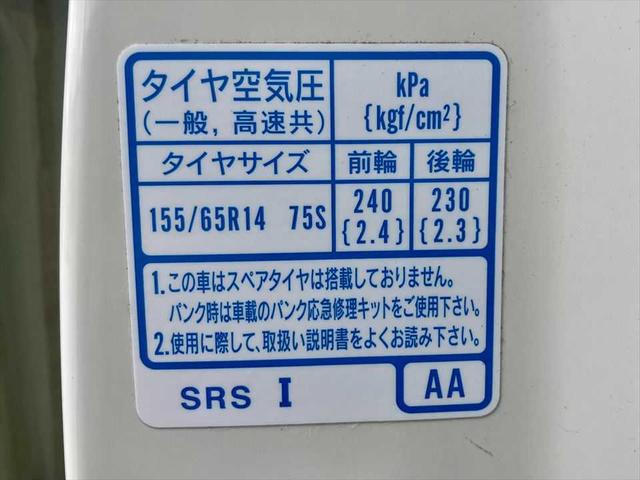 タイヤ空気圧 kPa
(一般, 高速共) {kgf/cm²}
タイヤサイズ 前輪 後輪
155/65R14 75S 240 230
{2.4} {2.3}
1.この車はスペアタイヤは搭載しておりません。
パンク時は車載のパンク応急修理キットをご使用下さい。
2.使用に際して、取扱い説明書をよくお読み下さい。
SRS I AA